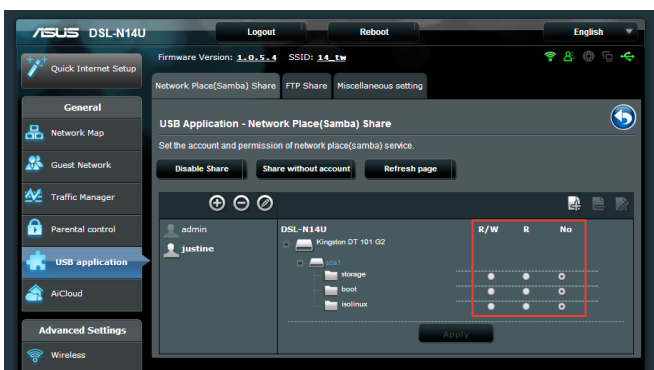 ASUS DSL-N14U Logout Reboot English
Quick Internet Setup
Firmware Version: 1.0.5.4 SSID: 14_tw
Network Place(Samba) Share FTP Share Miscellaneous setting
General
Network Map
Guest Network
Traffic Manager
Parental control
USB application
AiCloud
Advanced Settings
Wireless
USB Application - Network Place(Samba) Share
Set the account and permission of network place(samba) service.
Disable Share Share without account Refresh page
admin
justine
DSL-N14U R/W R No
Kingston DT 101 G2
sda1
storage
boot
isolinux
Apply